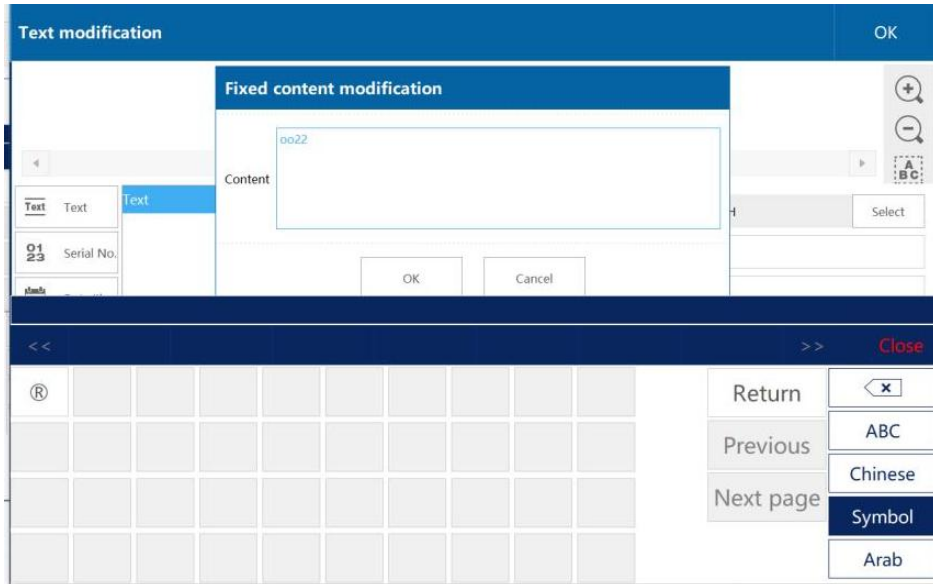 Text modification OK
Fixed content modification
oo22
Content
A
B C
Text Text Text
H Select
01
23 Serial No.
OK Cancel
<< >> Close
® Return
ABC
Previous
Chinese
Next page
Symbol
Arab